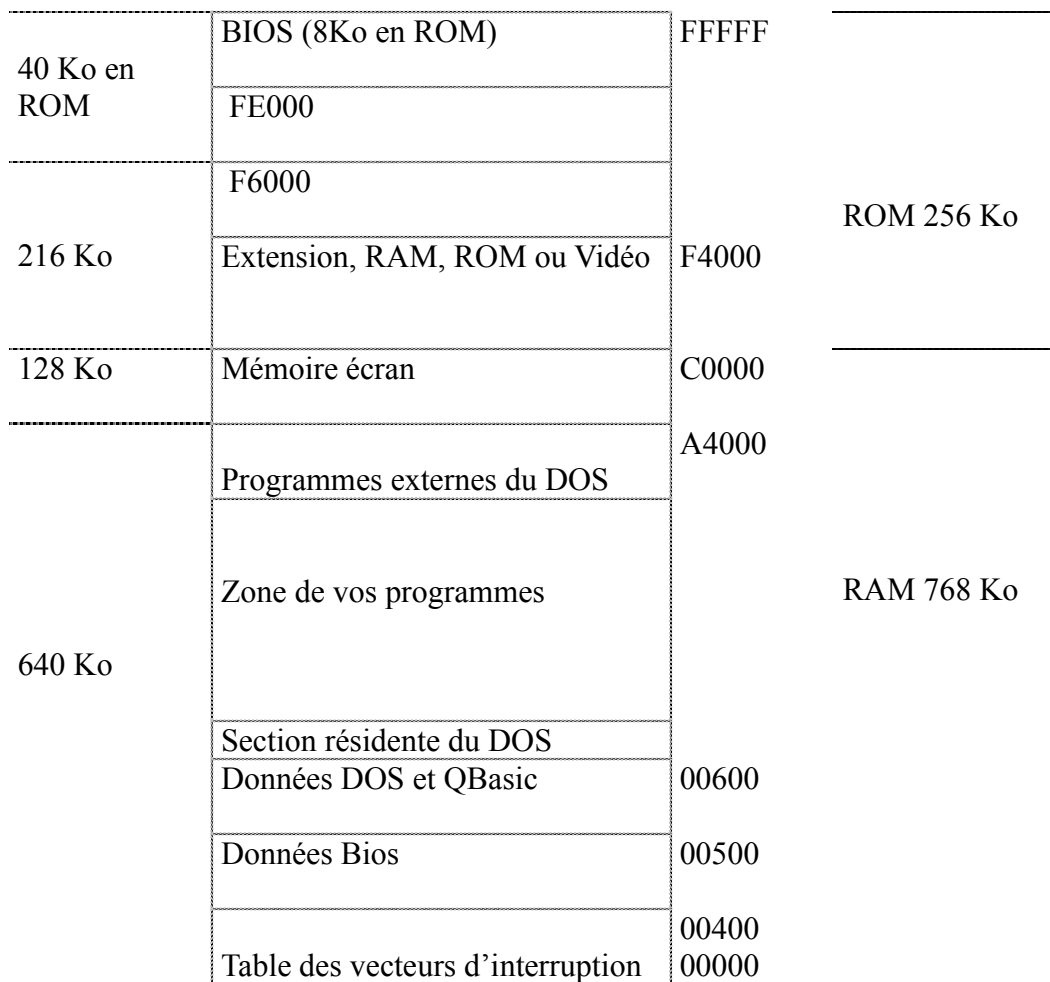 BIOS (8Ko en ROM) FFFFF
40 Ko en
ROM FE000
F6000
ROM 256 Ko
216 Ko Extension, RAM, ROM ou Vidéo F4000
128 Ko Mémoire écran C0000
A4000
Programmes externes du DOS
Zone de vos programmes RAM 768 Ko
640 Ko
Section résidente du DOS
Données DOS et QBasic 00600
Données Bios 00500
00400
Table des vecteurs d’interruption 00000